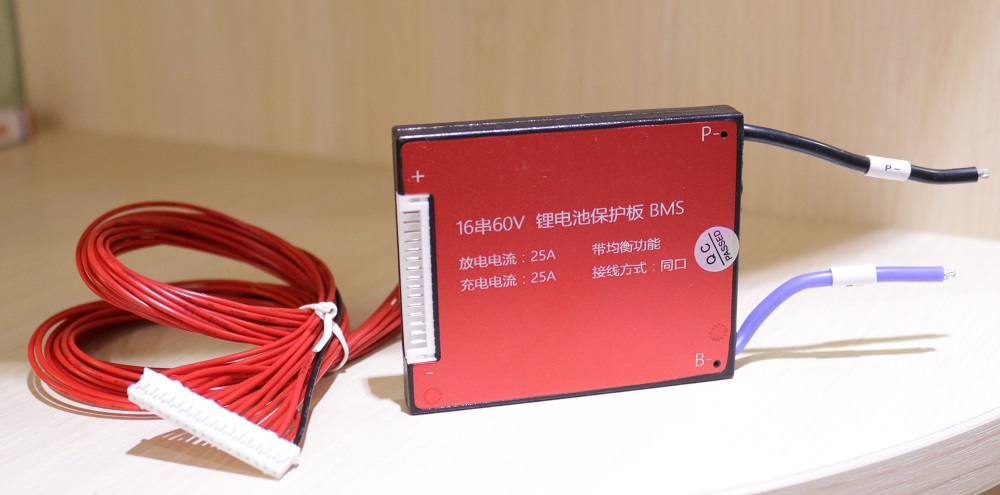 P-
P-
+
16串60V 锂电池保护板 BMS
放电电流：25A 带均衡功能
充电电流：25A 接线方式：同口
QC
PASSED
B-
-